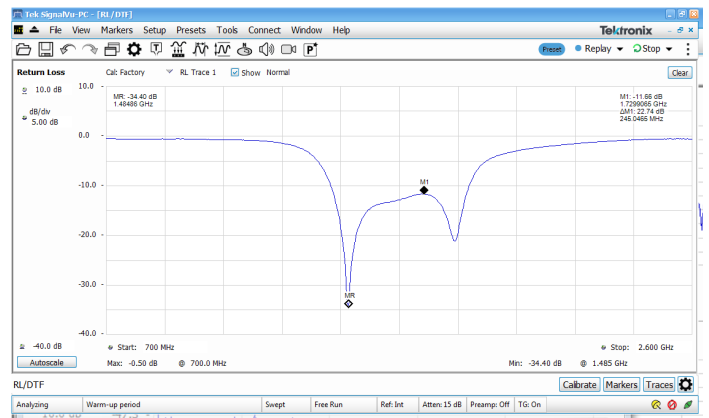 Tek SignalVu-PC - [RL/DTF]
File View Markers Setup Presets Tools Connect Window Help
Tektronix
Preset Replay Stop
Return Loss Cal: Factory RL Trace 1 Show Normal Clear
10.0 dB
dB/div
5.00 dB
10.0
0.0
-10.0
-20.0
-30.0
-40.0
MR: -34.40 dB
1.48486 GHz
M1: -11.66 dB
1.7299065 GHz
ΔM1: 22.74 dB
245.0465 MHz
M1
MR
-40.0 dB
Start: 700 MHz Stop: 2.600 GHz
Autoscale Max: -0.50 dB @ 700.0 MHz Min: -34.40 dB @ 1.485 GHz
RL/DTF Calibrate Markers Traces
Analyzing Warm-up period Swept Free Run Ref: Int Atten: 15 dB Preamp: Off TG: On